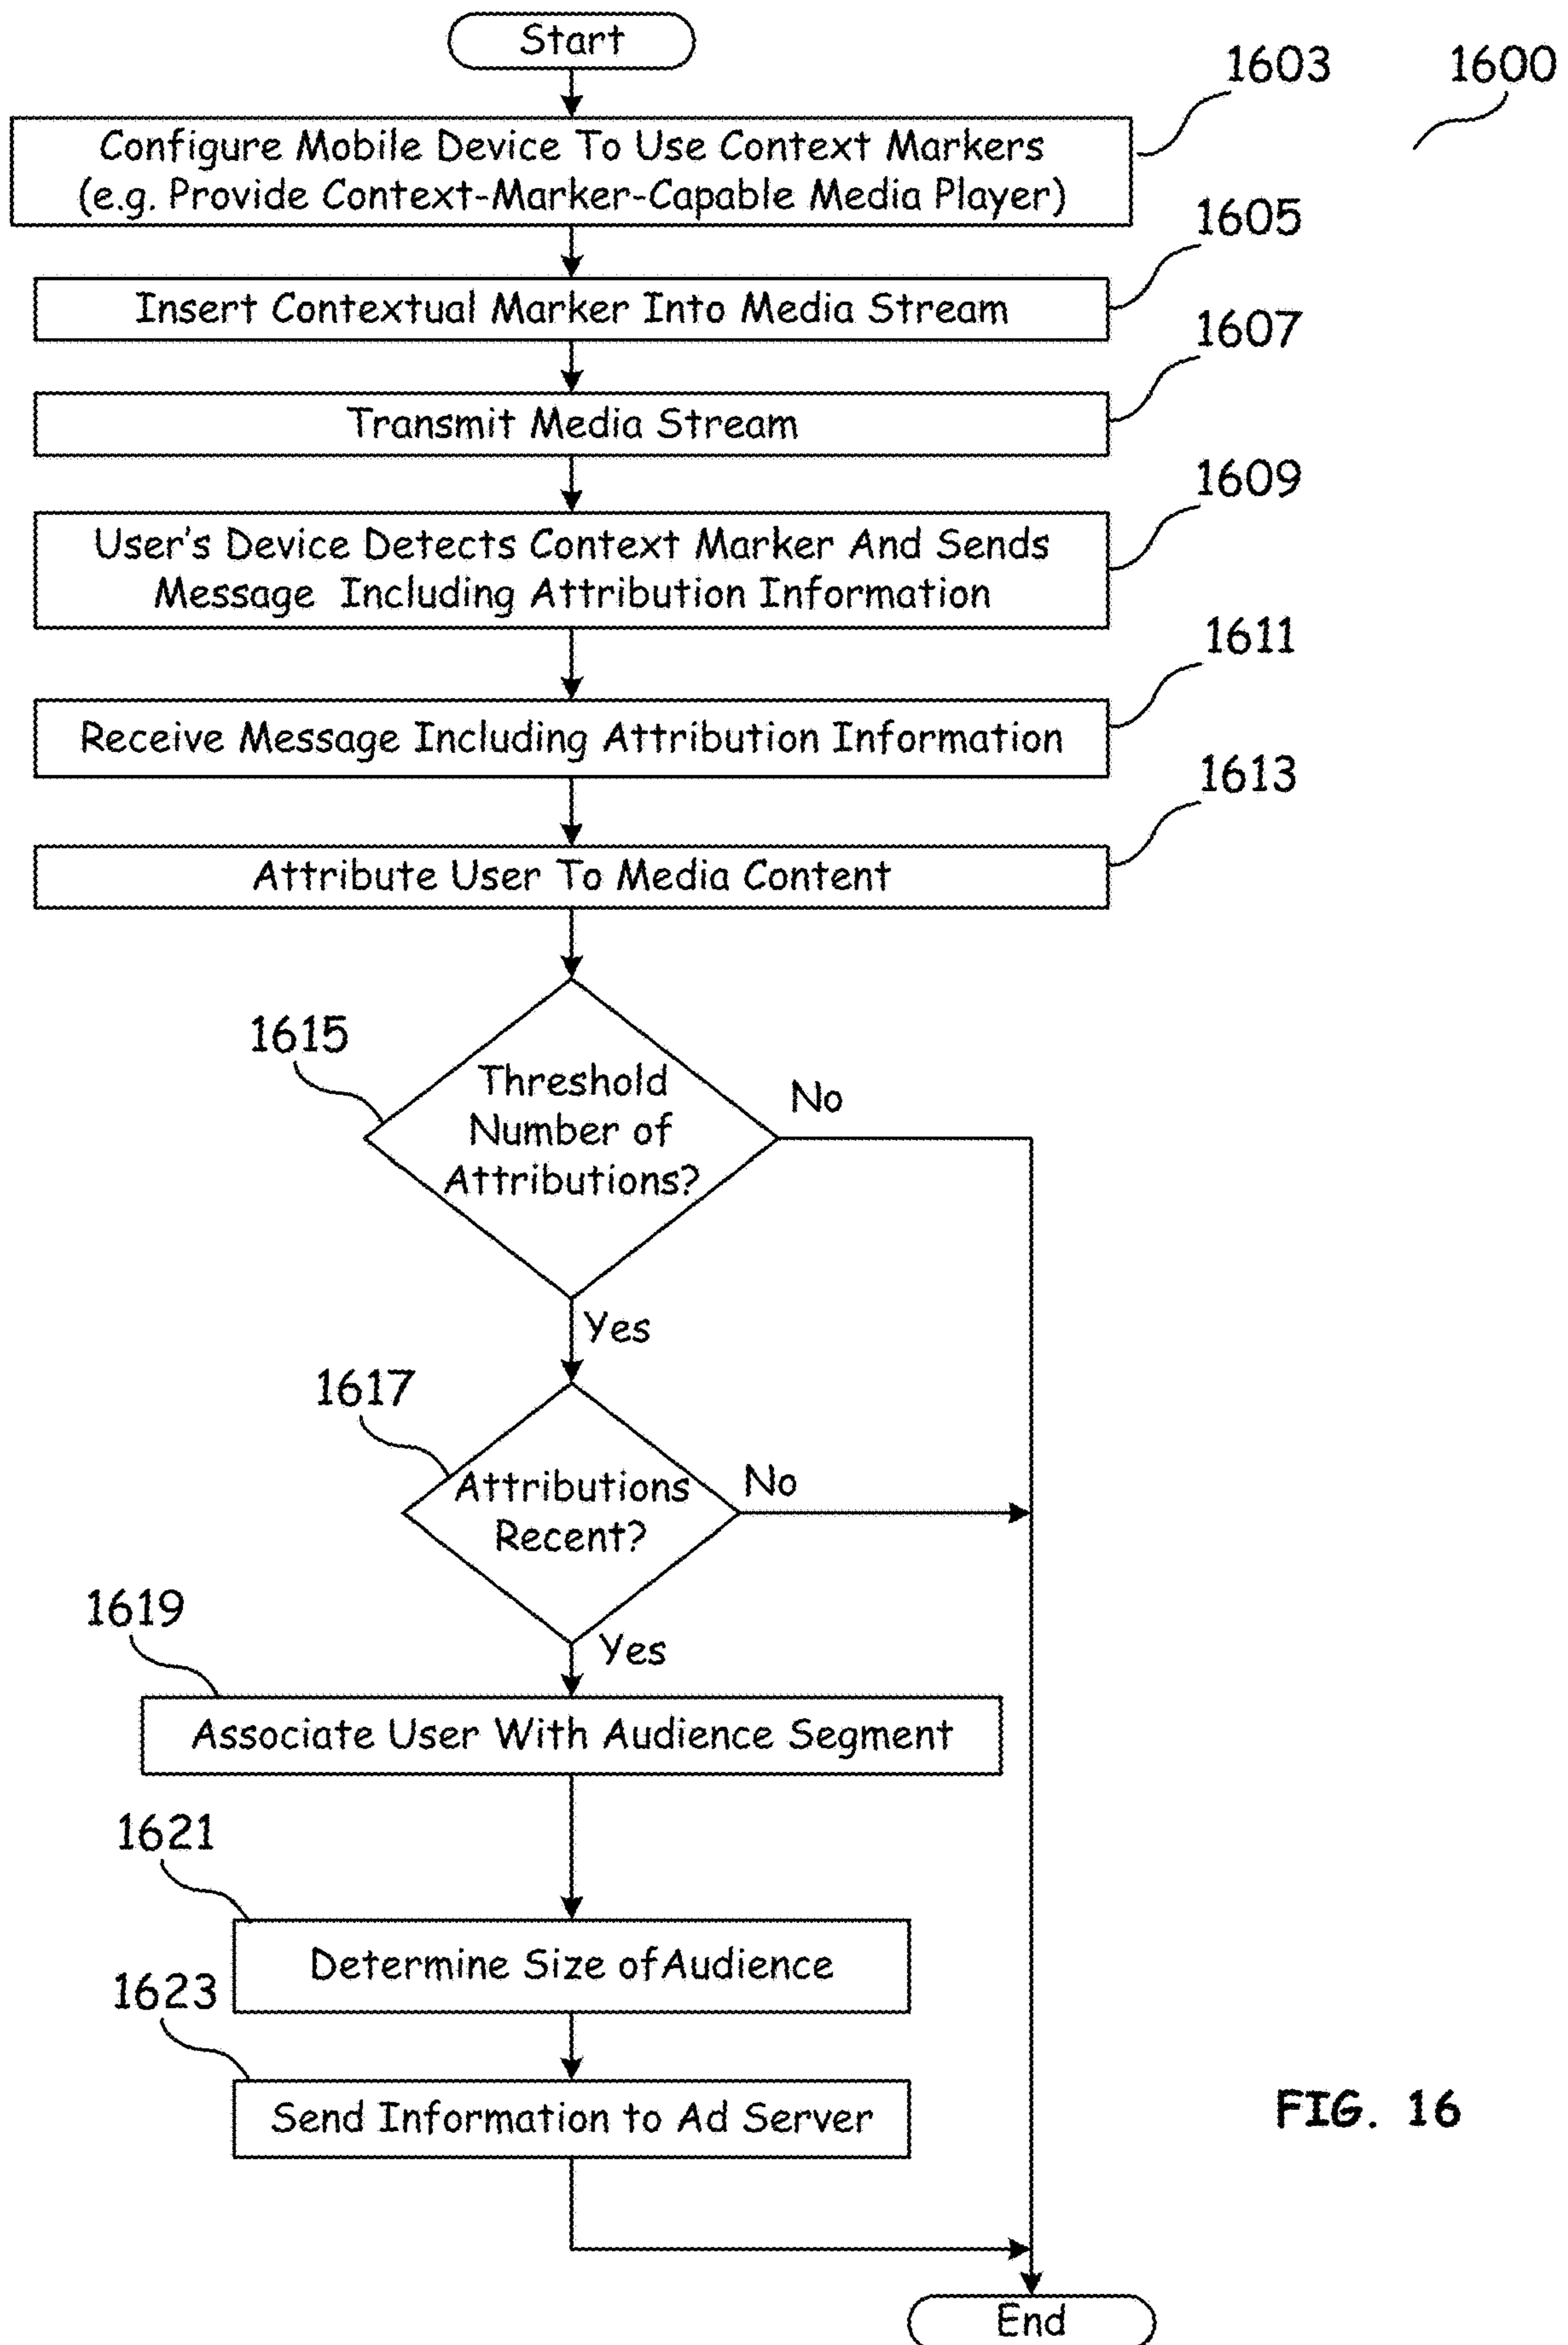 Start
1603
1600
Configure Mobile Device To Use Context Markers
(e.g. Provide Context-Marker-Capable Media Player)
1605
Insert Contextual Marker Into Media Stream
1607
Transmit Media Stream
1609
User's Device Detects Context Marker And Sends
Message Including Attribution Information
1611
Receive Message Including Attribution Information
1613
Attribute User To Media Content
1615
Threshold
Number of
Attributions?
No
Yes
1617
Attributions
Recent?
No
Yes
1619
Associate User With Audience Segment
1621
Determine Size ofAudience
1623
Send Information to Ad Server
FIG. 16
End